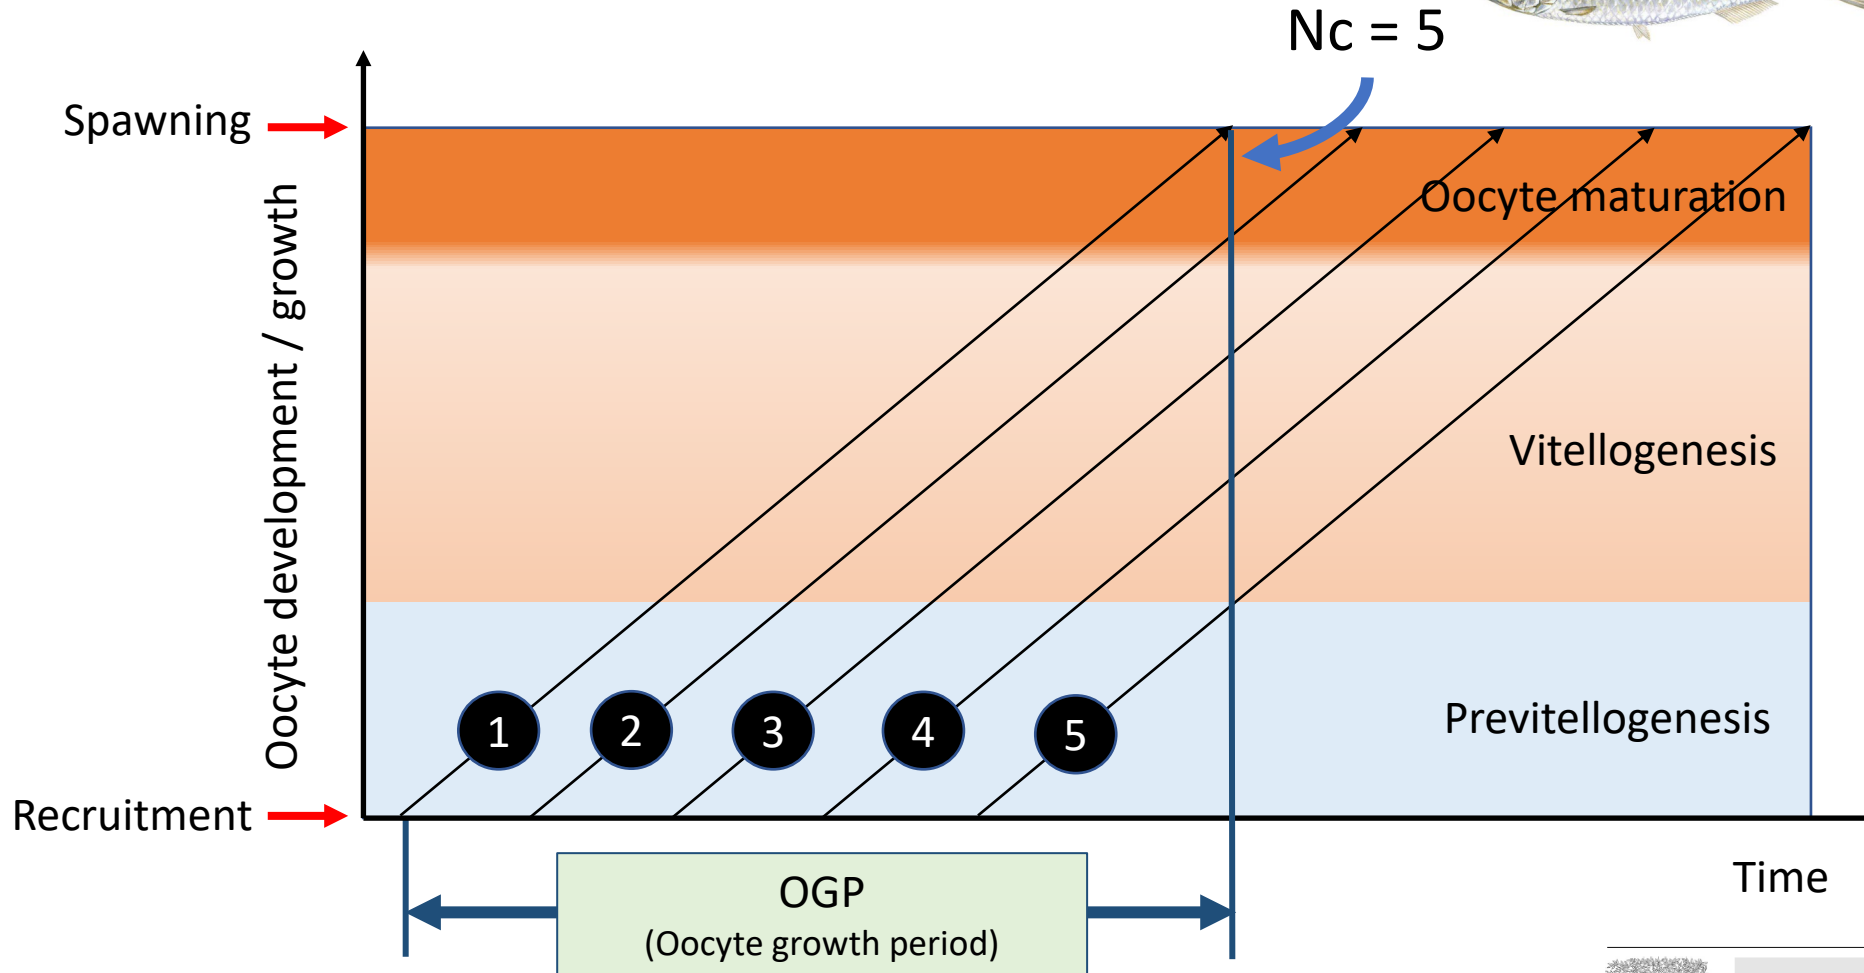 Nc = 5
Spawning
Oocyte maturation
Oocyte development / growth
Vitellogenesis
Previtellogenesis
1
2
3
4
5
Recruitment
Time
OGP
(Oocyte growth period)